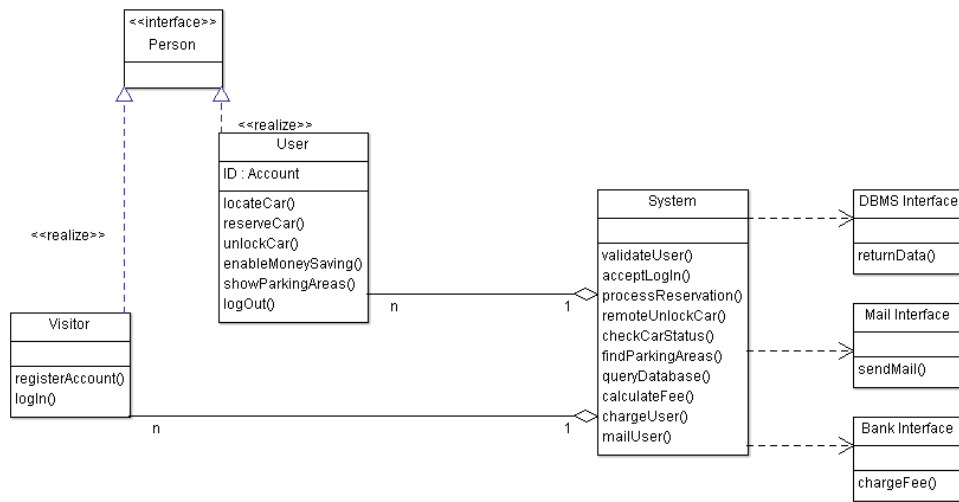 <<interface>>
Person
<<realize>>
User
ID : Account
locateCar()
reserveCar()
unlockCar()
enableMoneySaving()
showParkingAreas()
logOut()
<<realize>>
Visitor
registerAccount()
logIn()
n
1
n
1
System
validateUser()
acceptLogIn()
processReservation()
remoteUnlockCar()
checkCarStatus()
findParkingAreas()
queryDatabase()
calculateFee()
chargeUser()
mailUser()
DBMS Interface
returnData()
Mail Interface
sendMail()
Bank Interface
chargeFee()